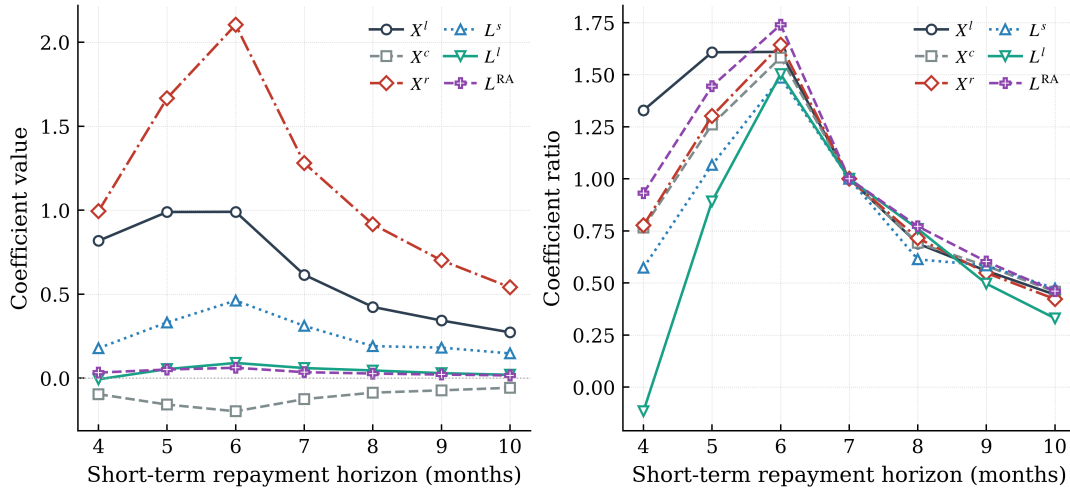 2.0
1.5
1.0
0.5
0.0
Coefficient value
X^l
X^c
X^r
L^s
L^l
L^RA
4 5 6 7 8 9 10
Short-term repayment horizon (months)
1.75
1.50
1.25
1.00
0.75
0.50
0.25
0.00
Coefficient ratio
X^l
X^c
X^r
L^s
L^l
L^RA
4 5 6 7 8 9 10
Short-term repayment horizon (months)